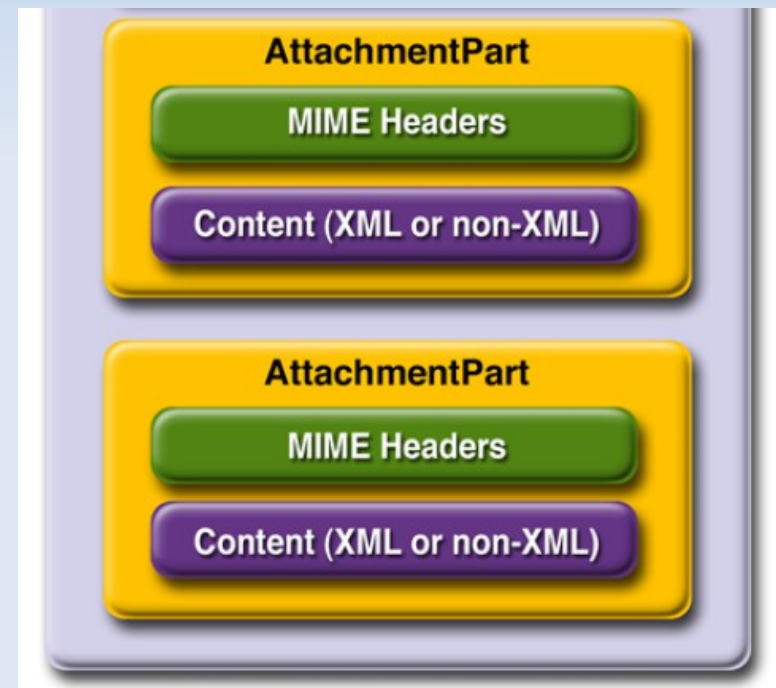 AttachmentPart
MIME Headers
Content (XML or non-XML)
AttachmentPart
MIME Headers
Content (XML or non-XML)